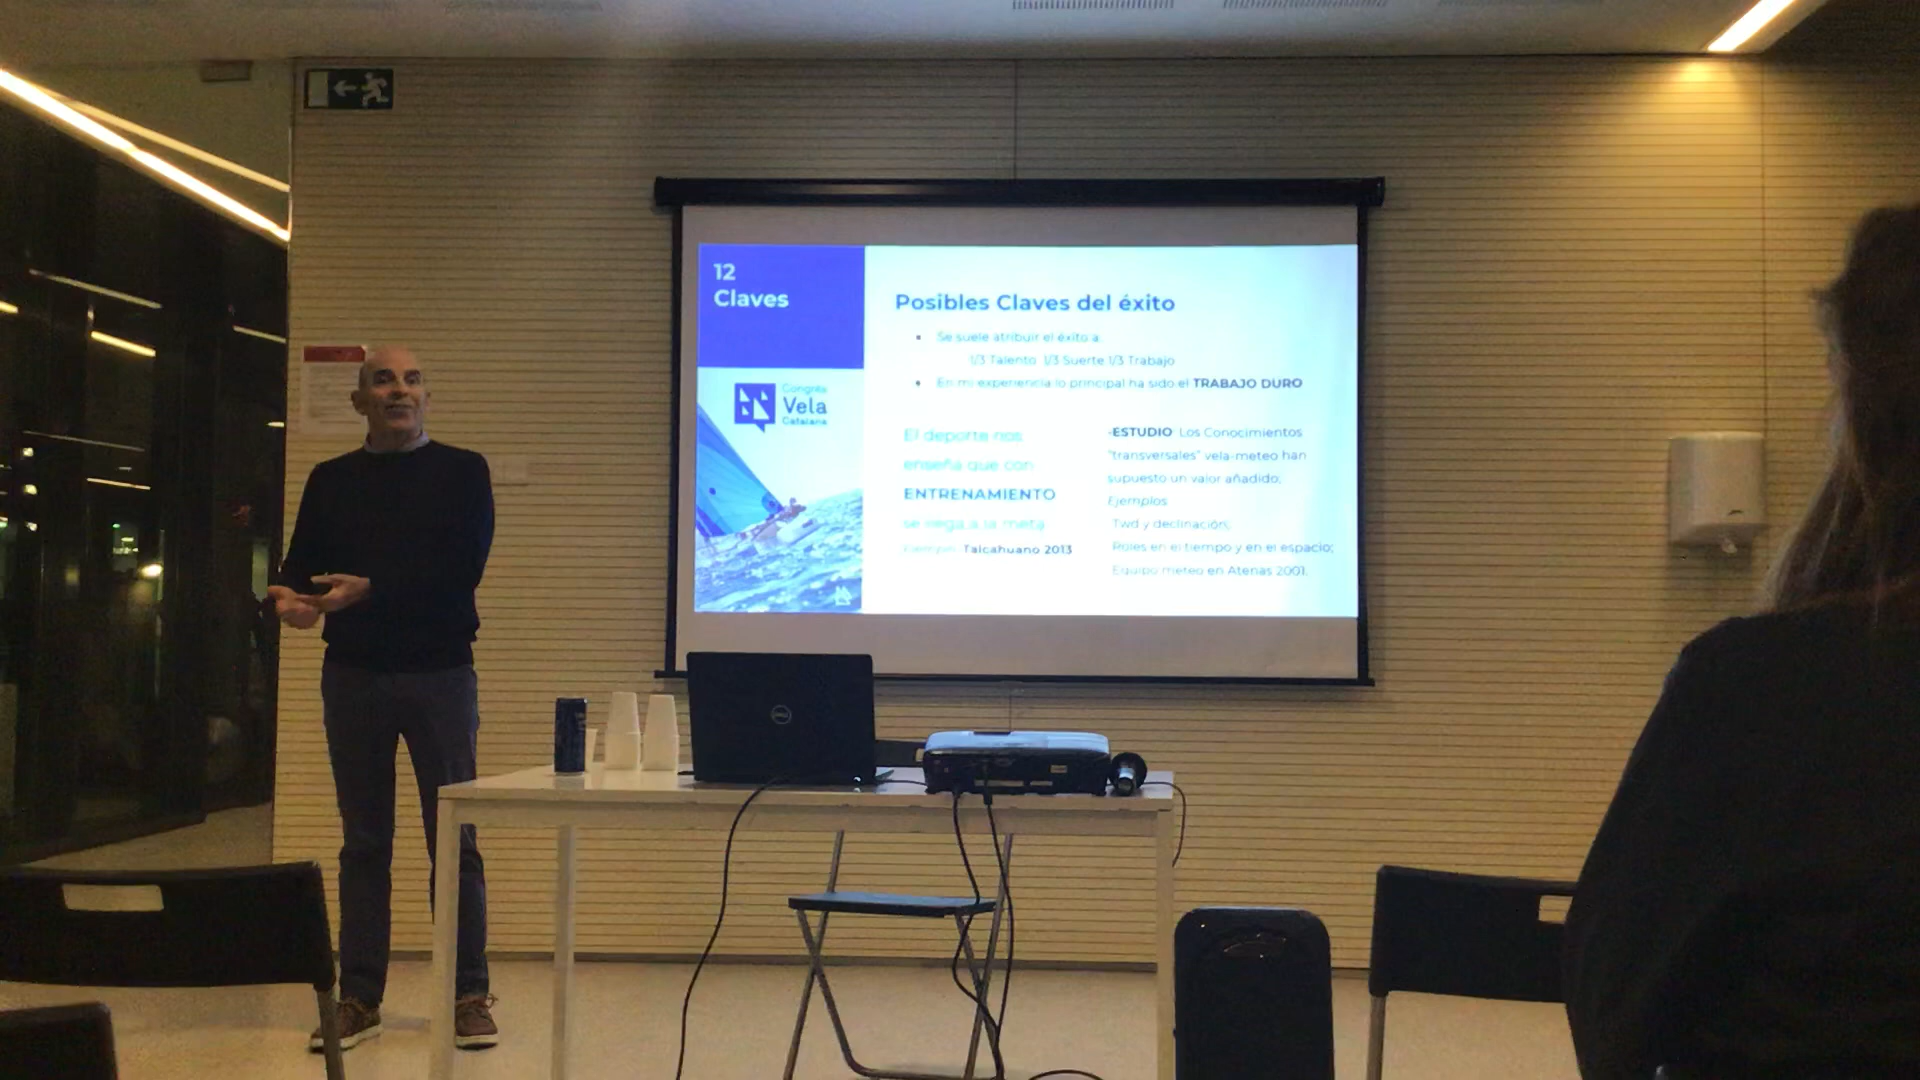 12
Claves
Congrés
Vela
Catalana
Posibles Claves del éxito
Se suele atribuir el éxito a
1/3 Talento 1/3 Suerte 1/3 Trabajo
En mi experiencia lo principal ha sido el TRABAJO DURO
El deporte nos
enseña que con
ENTRENAMIENTO
se llega a la meta
Talcahuano 2013
-ESTUDIO Los Conocimientos
"transversales" vela-meteo han
supuesto un valor añadido;
Ejemplos
Twd y declinación;
Roles en el tiempo y en el espacio;
Equipo meteo en Atenas 2001.
DELL